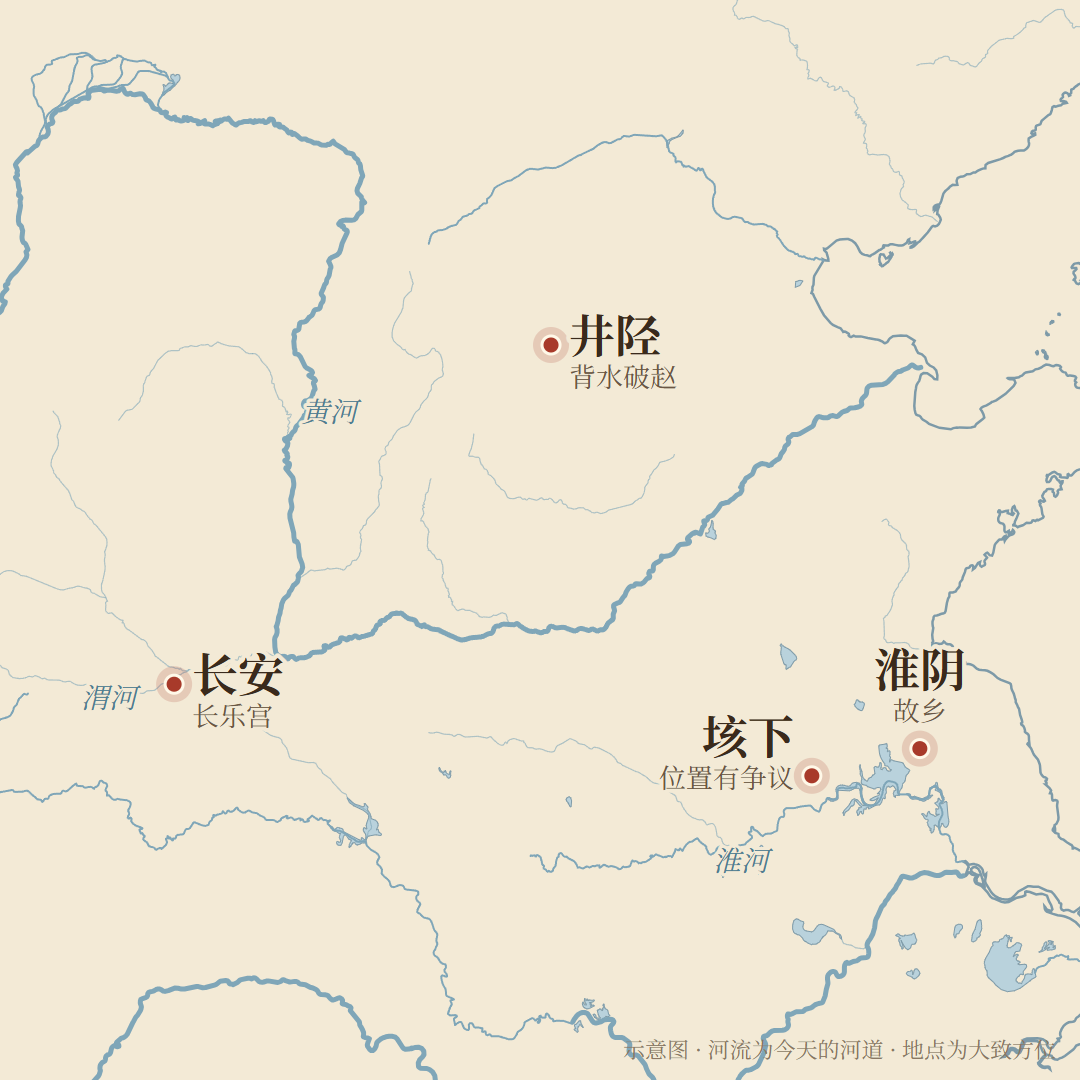 井陉
背水破赵
黄河
长安
长乐宫
渭河
淮阴
故乡
垓下
位置有争议
淮河
示意图 · 河流为今天的河道 · 地点为大致方位